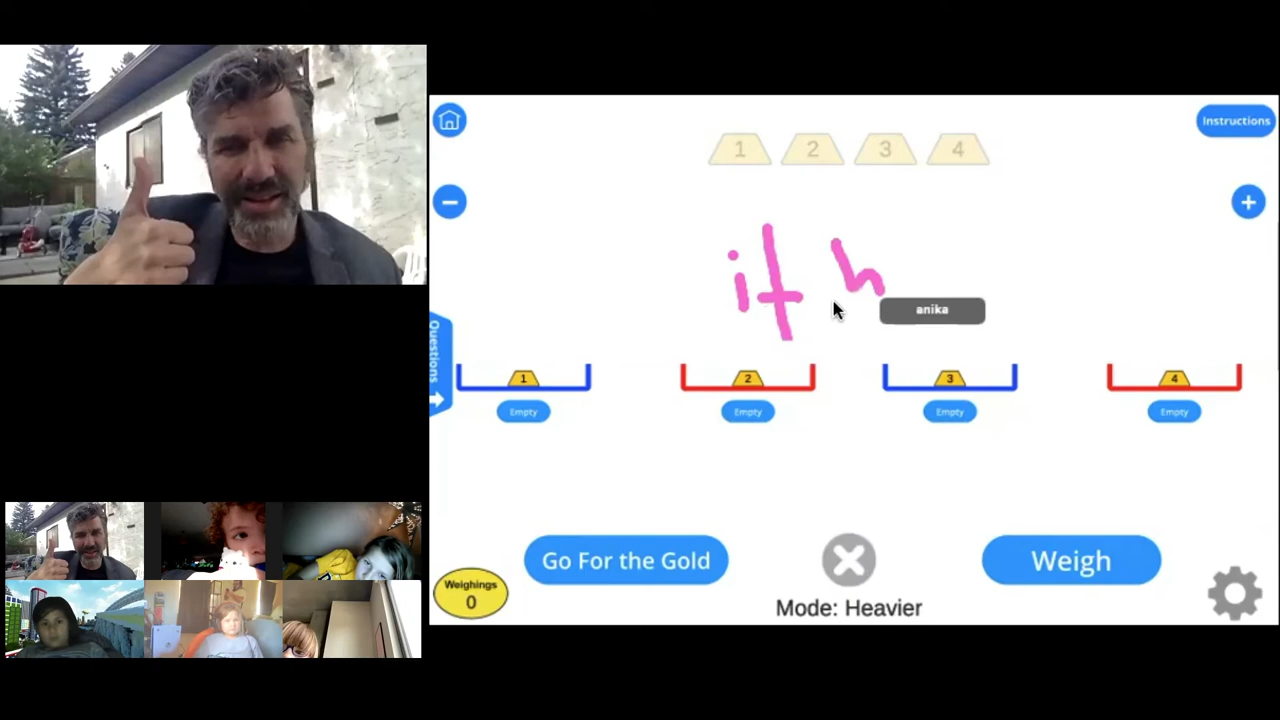 Instructions
1 2 3 4
−
+
if h
anika
Questions
1 2 3 4
Empty Empty Empty Empty
Go For the Gold
Weigh
Weighings
0
Mode: Heavier